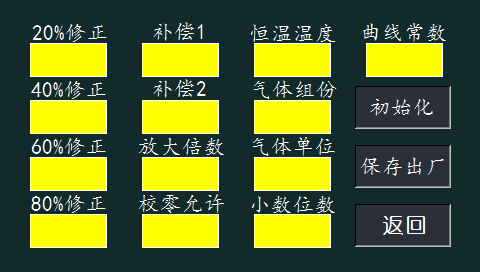 20%修正 补偿1 恒温温度 曲线常数
40%修正 补偿2 气体组份 初始化
60%修正 放大倍数 气体单位 保存出厂
80%修正 校零允许 小数位数 返回